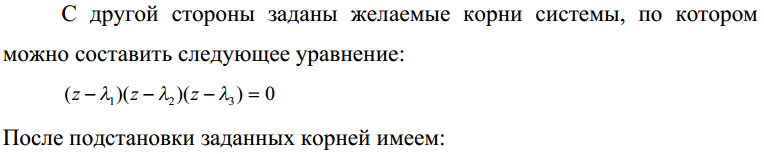 С другой стороны заданы желаемые корни системы, по котором
можно составить следующее уравнение:
(z − λ₁)(z − λ₂)(z − λ₃) = 0
После подстановки заданных корней имеем: